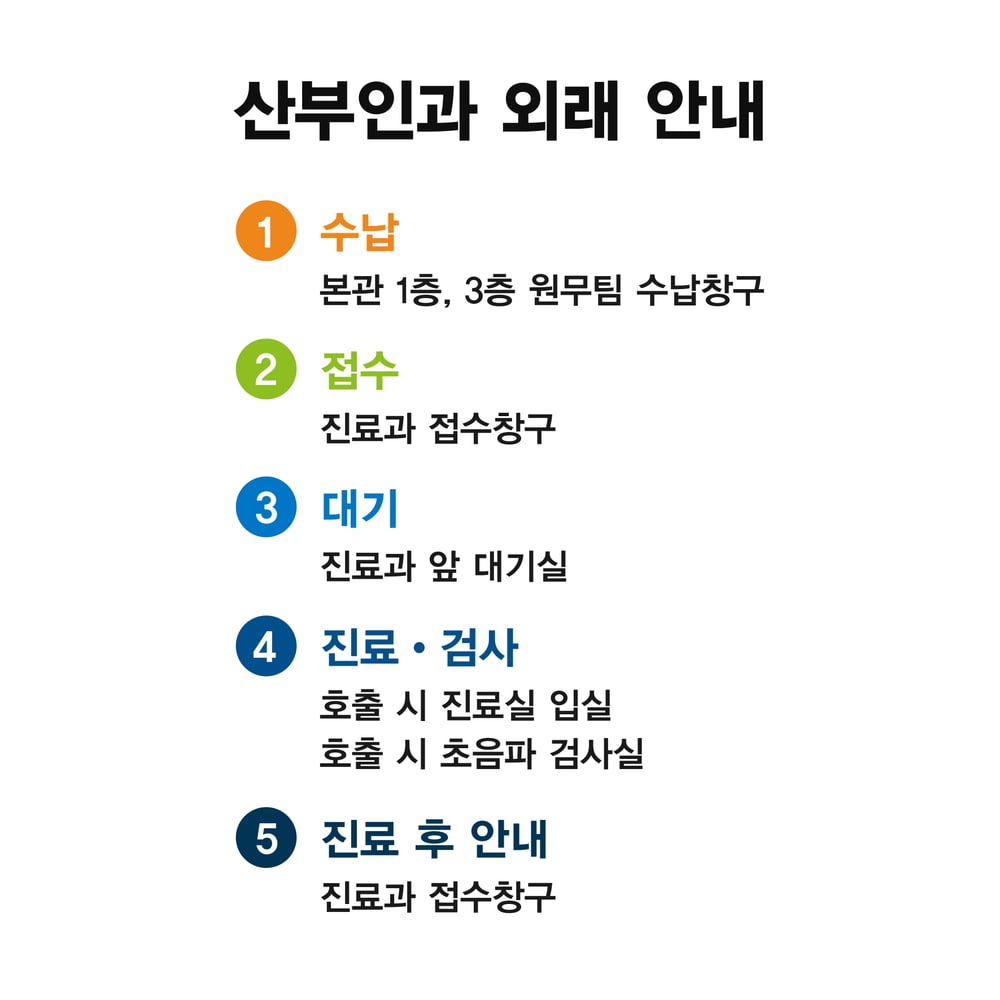 산부인과 외래 안내
1 수납
본관 1층, 3층 원무팀 수납창구
2 접수
진료과 접수창구
3 대기
진료과 앞 대기실
4 진료 • 검사
호출 시 진료실 입실
호출 시 초음파 검사실
5 진료 후 안내
진료과 접수창구